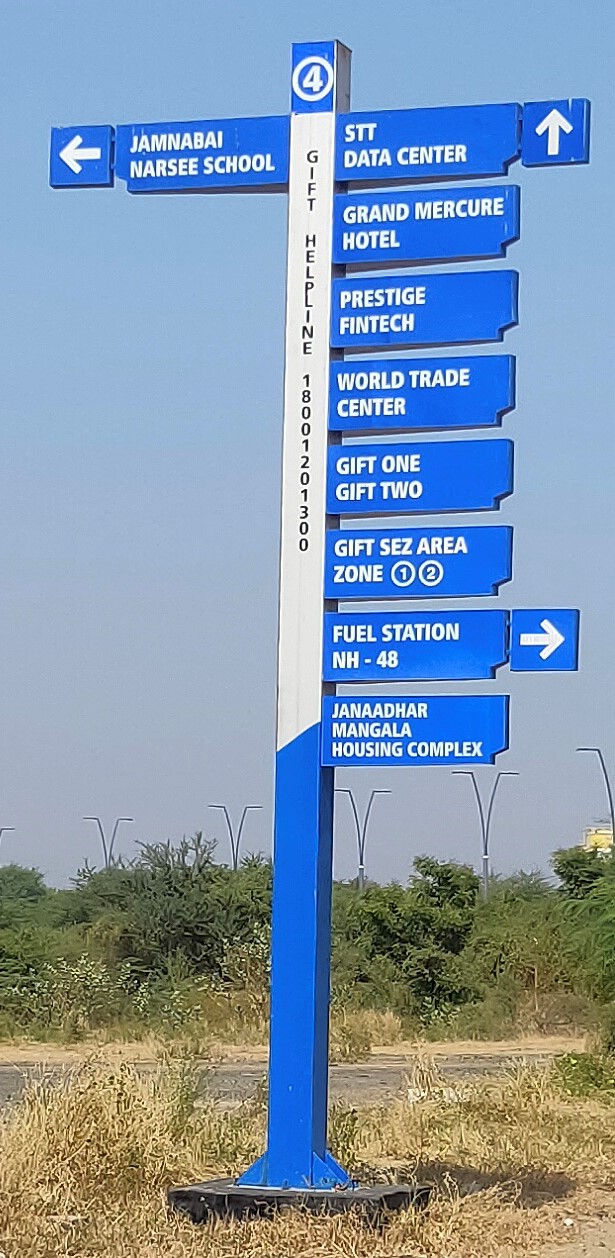 4
JAMNABAI
NARSEE SCHOOL
STT
DATA CENTER
GRAND MERCURE
HOTEL
PRESTIGE
FINTECH
WORLD TRADE
CENTER
GIFT ONE
GIFT TWO
GIFT SEZ AREA
ZONE ① ②
FUEL STATION
NH - 48
JANAADHAR
MANGALA
HOUSING COMPLEX
GIFT HELPLINE 18001201300